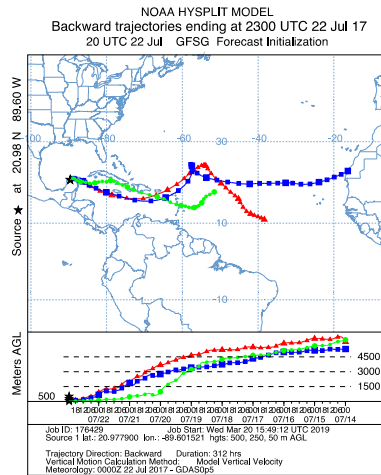 NOAA HYSPLIT MODEL
Backward trajectories ending at 2300 UTC 22 Jul 17
20 UTC 22 Jul GFSG Forecast Initialization
Source ★ at 20.98 N 89.60 W
-100 -80 -60 -52 -30 -20
10
-10
Meters AGL
500
4500
3000
1500
07/22 07/21 07/20 07/19 07/18 07/17 07/16 07/15 07/14
Job ID: 176429 Job Start: Wed Mar 20 15:49:12 UTC 2019
Source 1 lat.: 20.977900 lon.: -89.601521 hgts: 500, 250, 50 m AGL
Trajectory Direction: Backward Duration: 312 hrs
Vertical Motion Calculation Method: Model Vertical Velocity
Meteorology: 0000Z 22 Jul 2017 - GDAS0p5